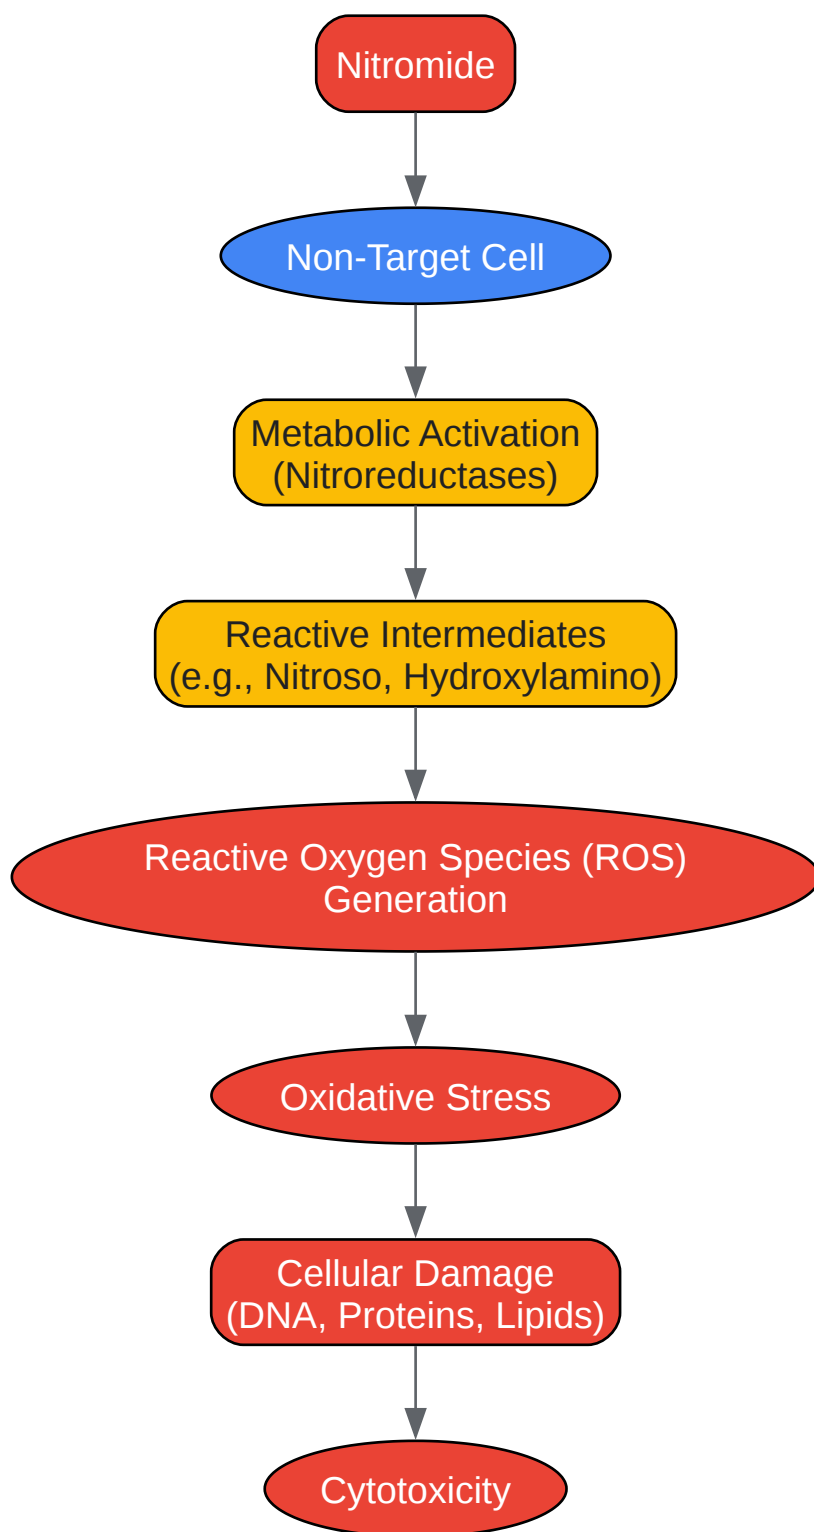 Nitromide
Non-Target Cell
Metabolic Activation
(Nitroreductases)
Reactive Intermediates
(e.g., Nitroso, Hydroxylamino)
Reactive Oxygen Species (ROS)
Generation
Oxidative Stress
Cellular Damage
(DNA, Proteins, Lipids)
Cytotoxicity